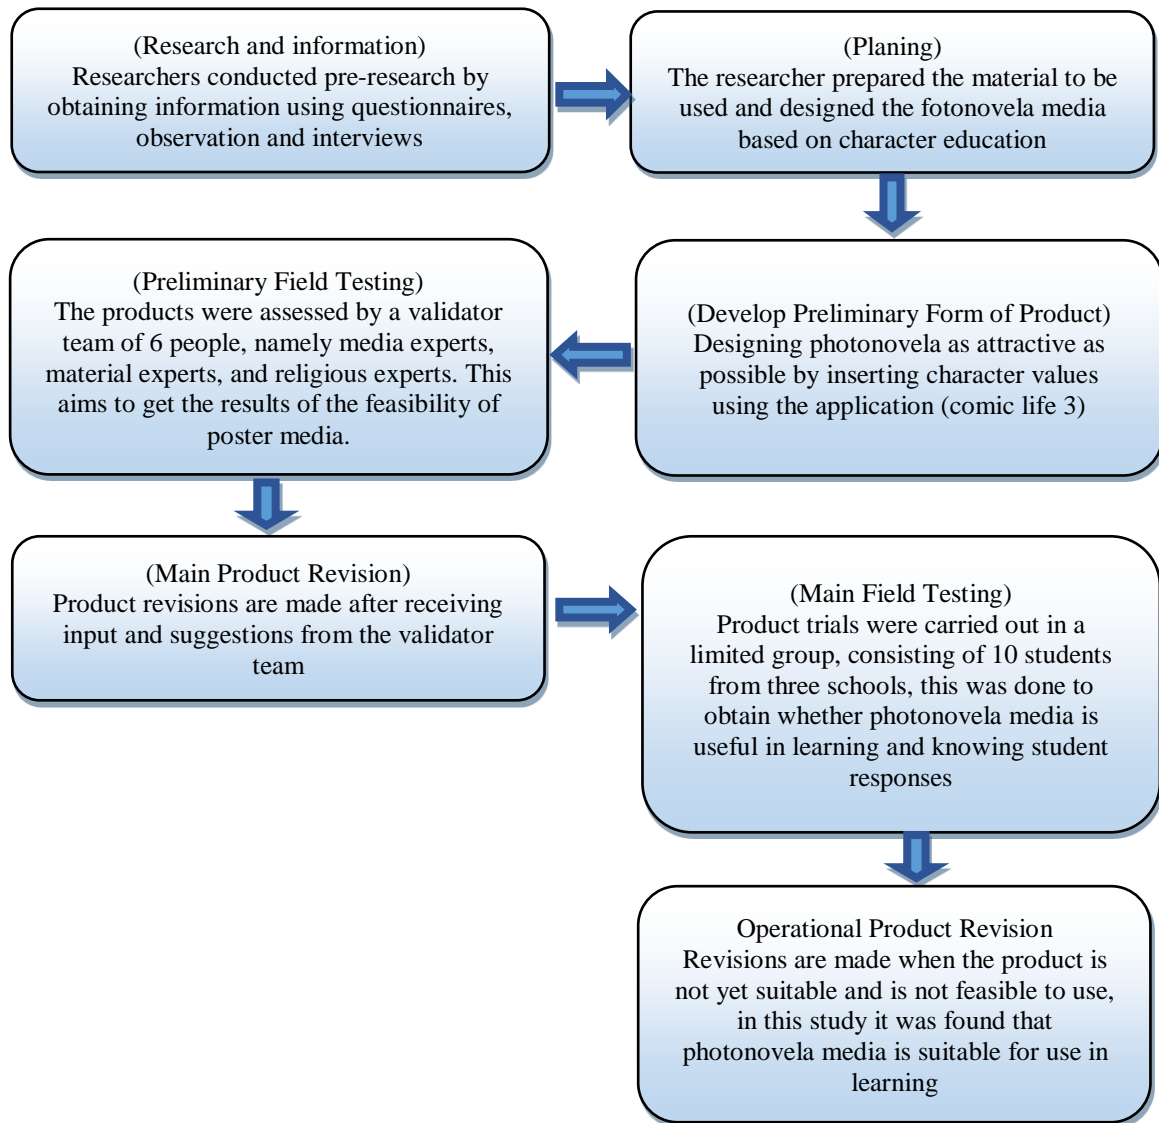 (Research and information)
Researchers conducted pre-research by
obtaining information using questionnaires,
observation and interviews
(Planing)
The researcher prepared the material to be
used and designed the fotonovela media
based on character education
(Develop Preliminary Form of Product)
Designing photonovela as attractive as
possible by inserting character values
using the application (comic life 3)
(Preliminary Field Testing)
The products were assessed by a validator
team of 6 people, namely media experts,
material experts, and religious experts. This
aims to get the results of the feasibility of
poster media.
(Main Product Revision)
Product revisions are made after receiving
input and suggestions from the validator
team
(Main Field Testing)
Product trials were carried out in a
limited group, consisting of 10 students
from three schools, this was done to
obtain whether photonovela media is
useful in learning and knowing student
responses
Operational Product Revision
Revisions are made when the product is
not yet suitable and is not feasible to use,
in this study it was found that
photonovela media is suitable for use in
learning